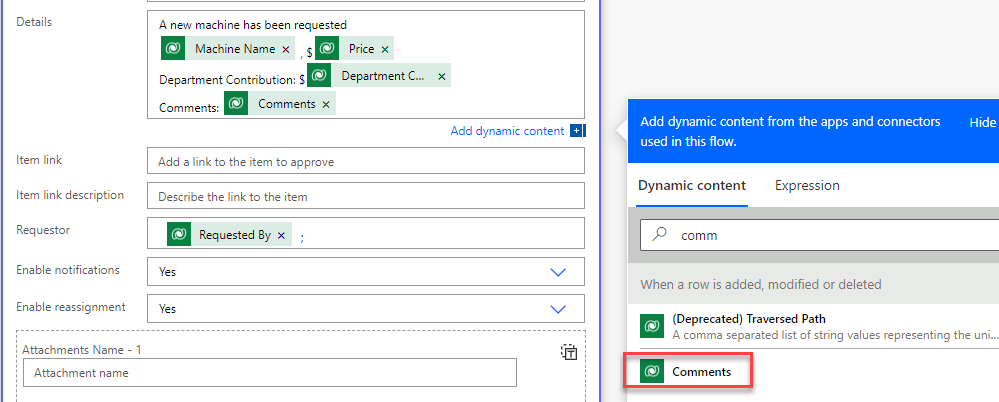 Details
A new machine has been requested
Machine Name × , $ Price ×
Department Contribution: $ Department C... ×
Comments: Comments ×
Add dynamic content
Item link
Add a link to the item to approve
Item link description
Describe the link to the item
Requestor
Requested By × ;
Enable notifications
Yes
Enable reassignment
Yes
Attachments Name - 1
Attachment name
Add dynamic content from the apps and connectors
used in this flow.
Hide
Dynamic content
Expression
comm
When a row is added, modified or deleted
(Deprecated) Traversed Path
A comma separated list of string values representing the uni...
Comments